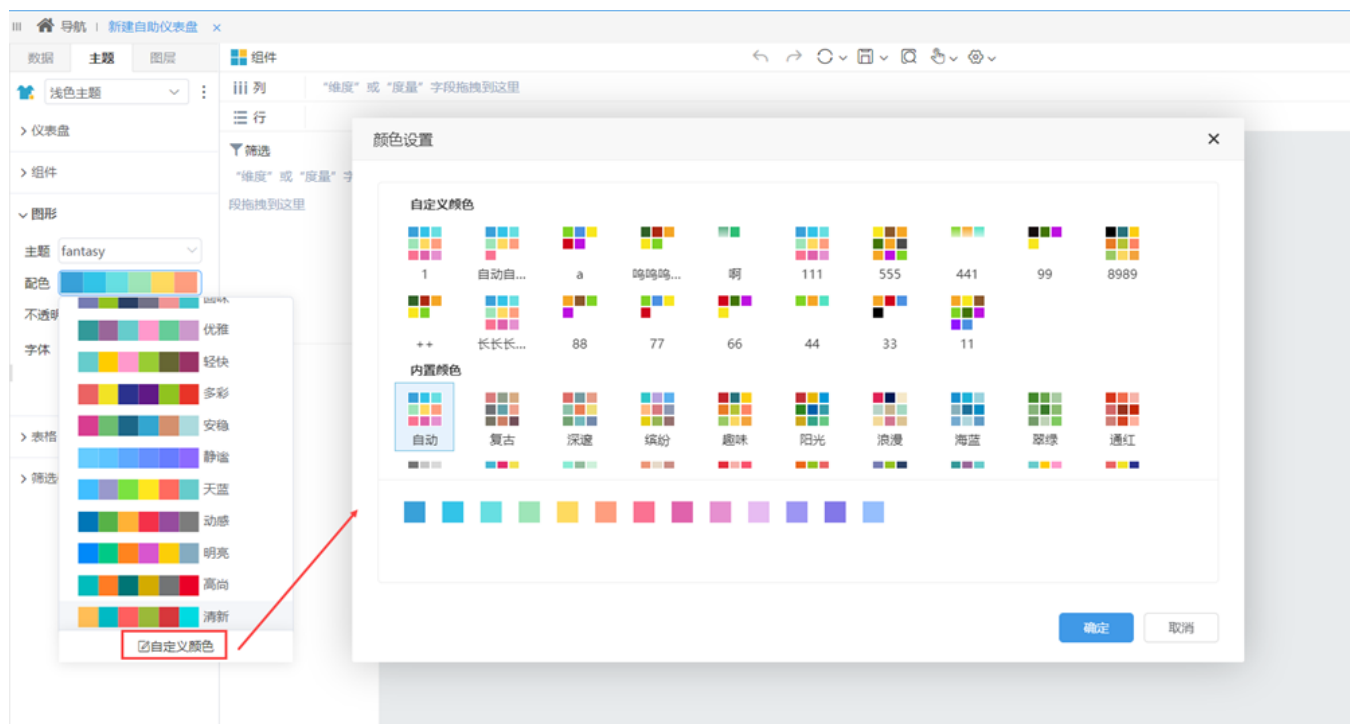 导航 新建自助仪表盘 ×
数据 主题 图层
组件
浅色主题
列 "维度" 或 "度量" 字段拖拽到这里
行
仪表盘
筛选
"维度" 或 "度量" 字
段拖拽到这里
组件
图形
主题 fantasy
配色
不透明
字体
优雅
轻快
多彩
安稳
静谧
天蓝
动感
明亮
高尚
清新
自定义颜色
表格
筛选
颜色设置
自定义颜色
1 自动自... a 呜呜呜... 啊 111 555 441 99 8989
++ 长长长... 88 77 66 44 33 11
内置颜色
自动 复古 深邃 缤纷 趣味 阳光 浪漫 海蓝 翠绿 通红
确定 取消